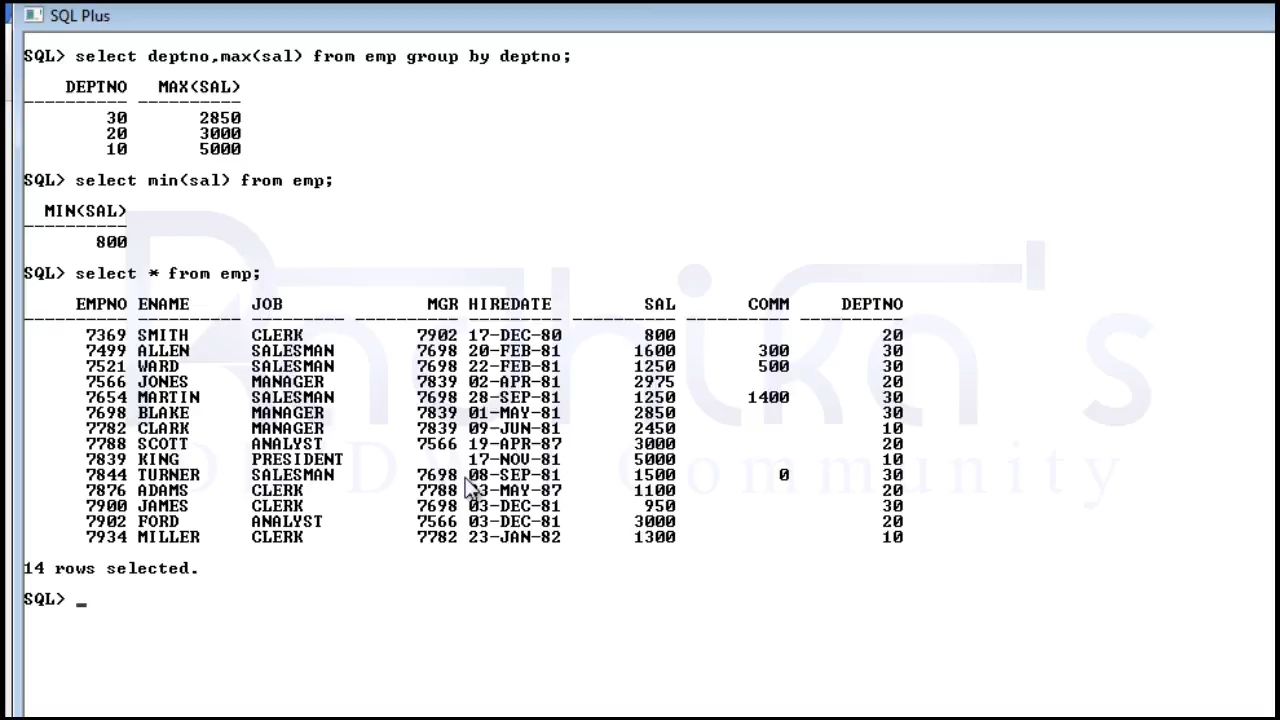 SQL Plus
SQL> select deptno,max(sal) from emp group by deptno;
DEPTNO MAX(SAL)
---------- ----------
30 2850
20 3000
10 5000
SQL> select min(sal) from emp;
MIN(SAL)
----------
800
SQL> select * from emp;
EMPNO ENAME JOB MGR HIREDATE SAL COMM DEPTNO
---------- ---------- --------- ---------- --------- ---------- ---------- ----------
7369 SMITH CLERK 7902 17-DEC-80 800 20
7499 ALLEN SALESMAN 7698 20-FEB-81 1600 300 30
7521 WARD SALESMAN 7698 22-FEB-81 1250 500 30
7566 JONES MANAGER 7839 02-APR-81 2975 20
7654 MARTIN SALESMAN 7698 28-SEP-81 1250 1400 30
7698 BLAKE MANAGER 7839 01-MAY-81 2850 30
7782 CLARK MANAGER 7839 09-JUN-81 2450 10
7788 SCOTT ANALYST 7566 19-APR-87 3000 20
7839 KING PRESIDENT 17-NOV-81 5000 10
7844 TURNER SALESMAN 7698 08-SEP-81 1500 0 30
7876 ADAMS CLERK 7788 3-MAY-87 1100 20
7900 JAMES CLERK 7698 03-DEC-81 950 30
7902 FORD ANALYST 7566 03-DEC-81 3000 20
7934 MILLER CLERK 7782 23-JAN-82 1300 10
14 rows selected.
SQL> _
Community